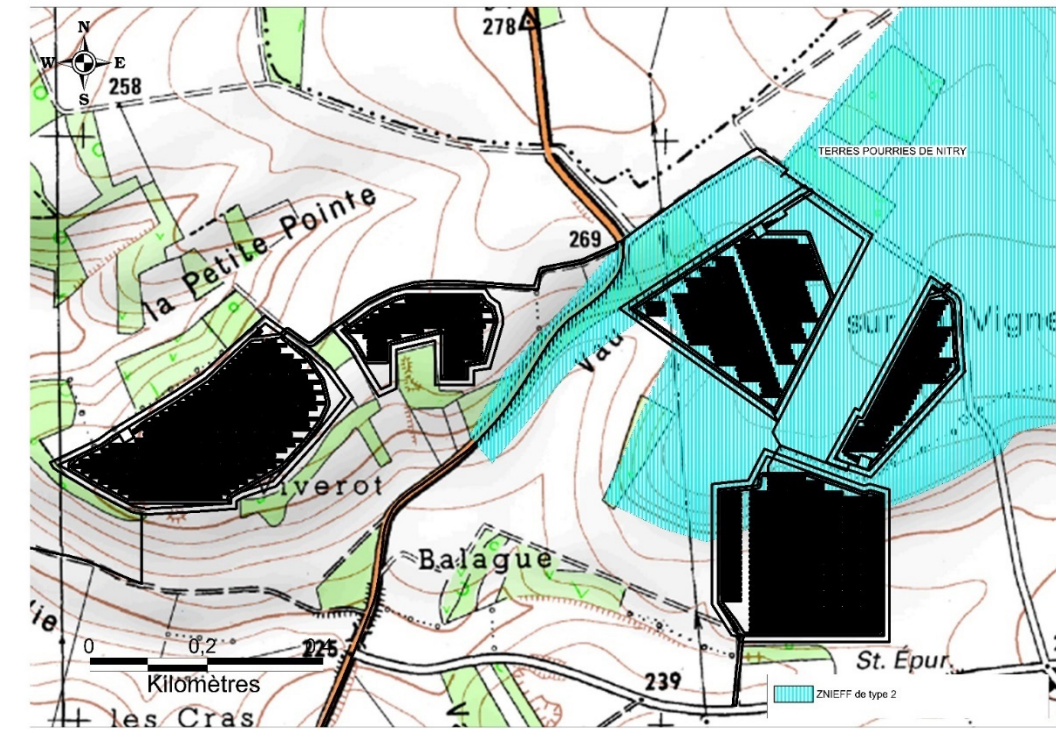 N
W E
S
258
278
TERRES POURRIES DE NITRY
la Petite Pointe
269
Vau
sur Vigne
verot
Balague
0 0,2
Kilomètres
225
St. Épur
239
les Cras
ZNIEFF de type 2